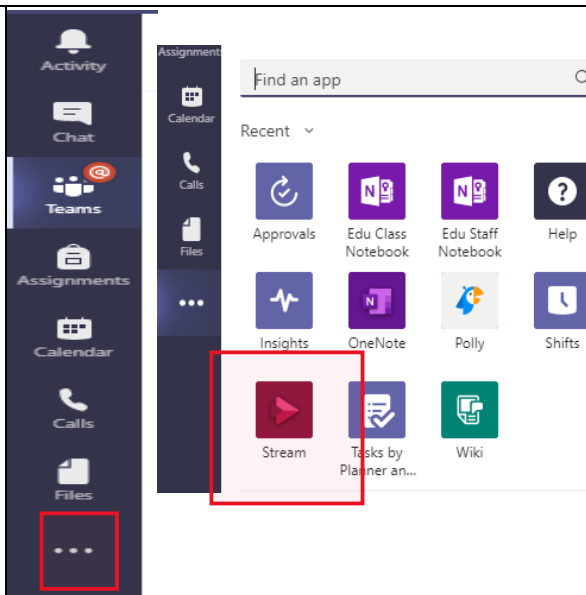 Activity
Chat
@
Teams
Assignments
Calendar
Calls
Files
Assignment
Calendar
Calls
Files
Find an app
Recent
Approvals
Edu Class
Notebook
Edu Staff
Notebook
Help
Insights
OneNote
Polly
Shifts
Stream
Tasks by
Planner an...
Wiki